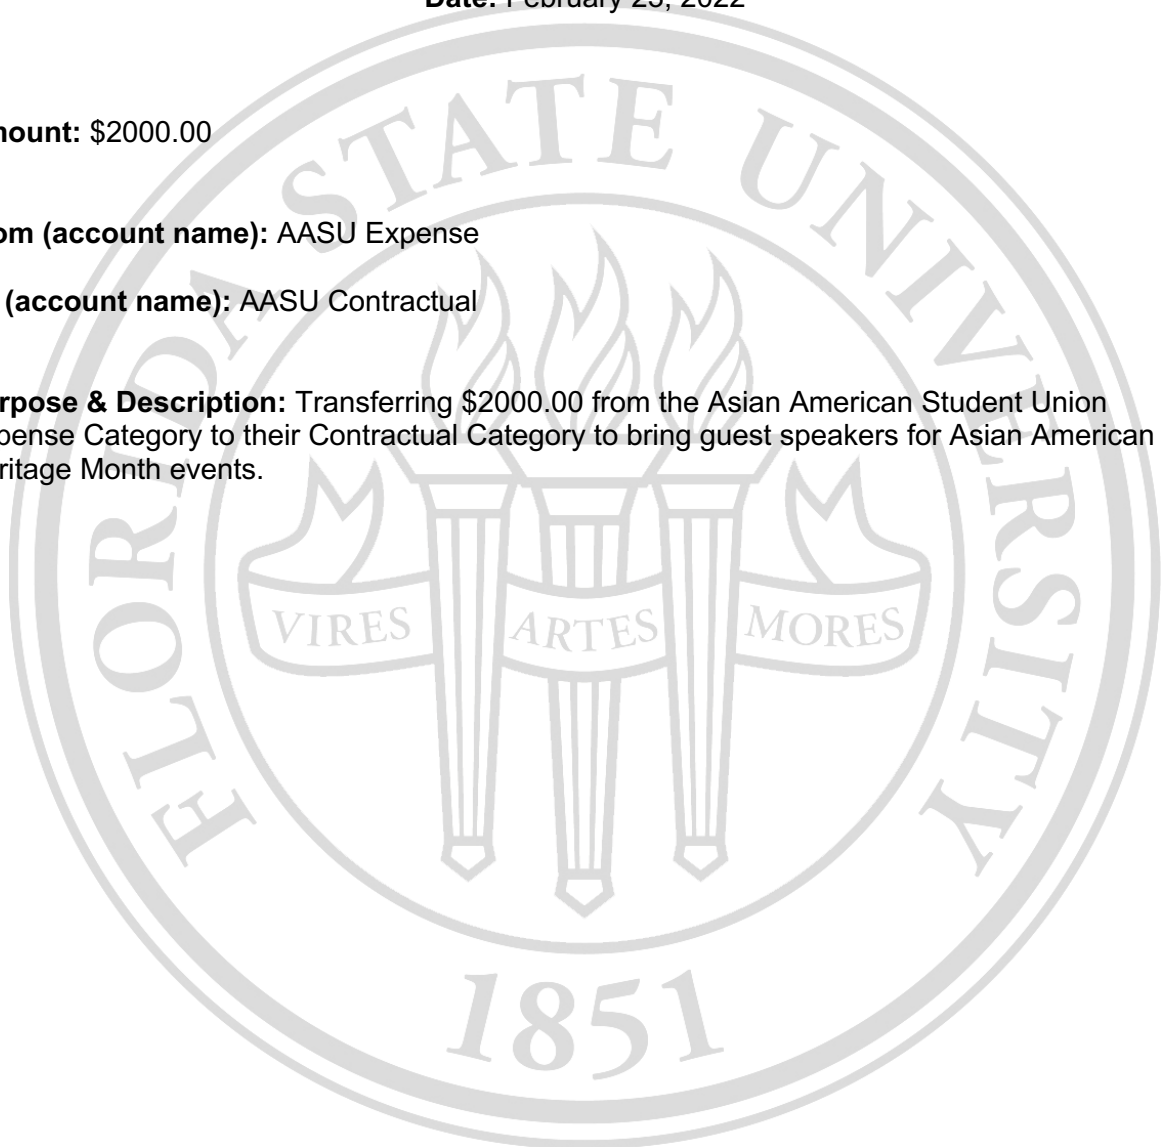 Date: February 23, 2022
mount: $2000.00
om (account name): AASU Expense
(account name): AASU Contractual
rpose & Description: Transferring $2000.00 from the Asian American Student Union
pense Category to their Contractual Category to bring guest speakers for Asian American
ritage Month events.
FLORIDA STATE UNIVERSITY
VIRES ARTES MORES
1851